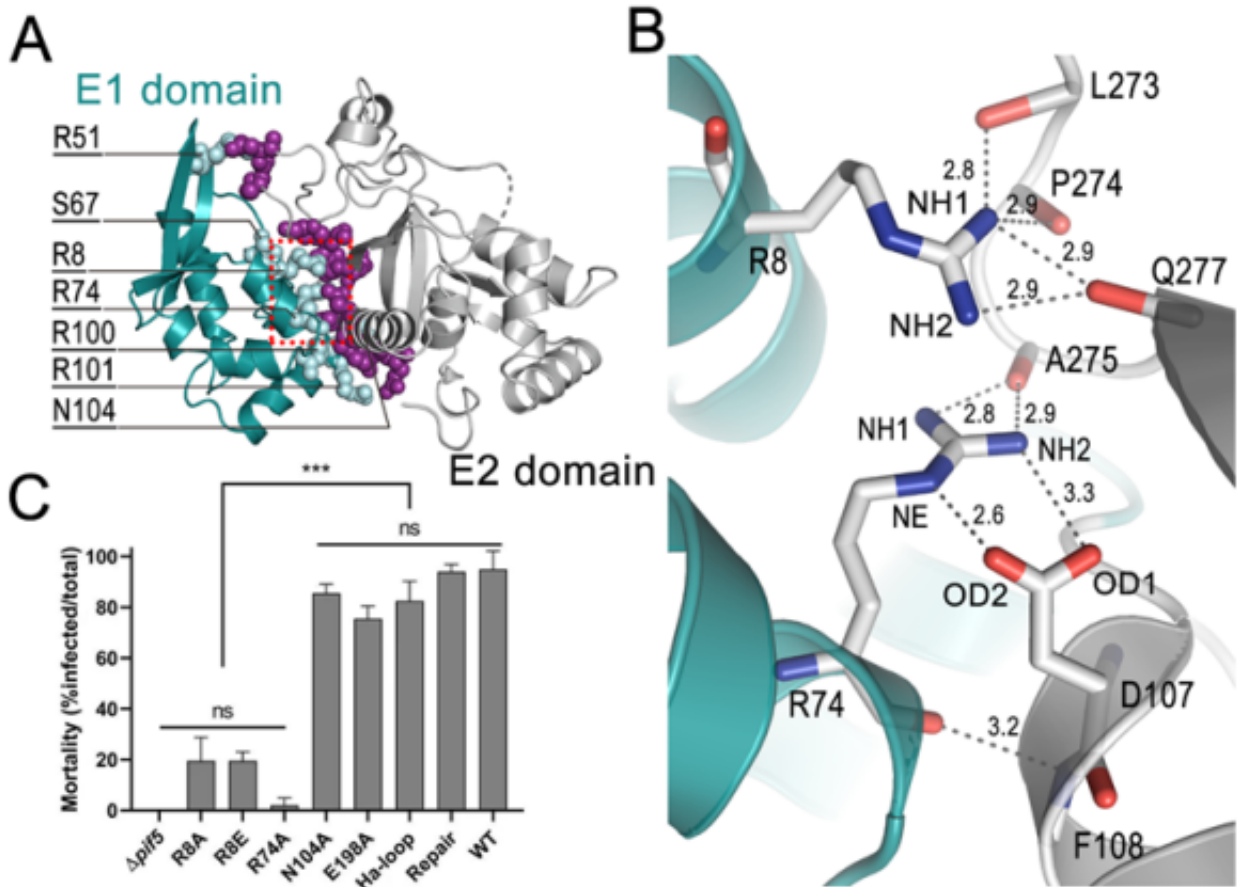 A
E1 domain
R51
S67
R8
R74
R100
R101
N104
E2 domain
B
L273
2.8
P274
NH1
2.9
R8
2.9
Q277
2.9
NH2
A275
NH1
2.8
2.9
NH2
NE
3.3
2.6
OD2
OD1
R74
D107
3.2
F108
C
***
ns
ns
Mortality (%infected/total)
100
80
60
40
20
0
Δpif5
R8A
R8E
R74A
N104A
E198A
Ha-loop
Repair
WT